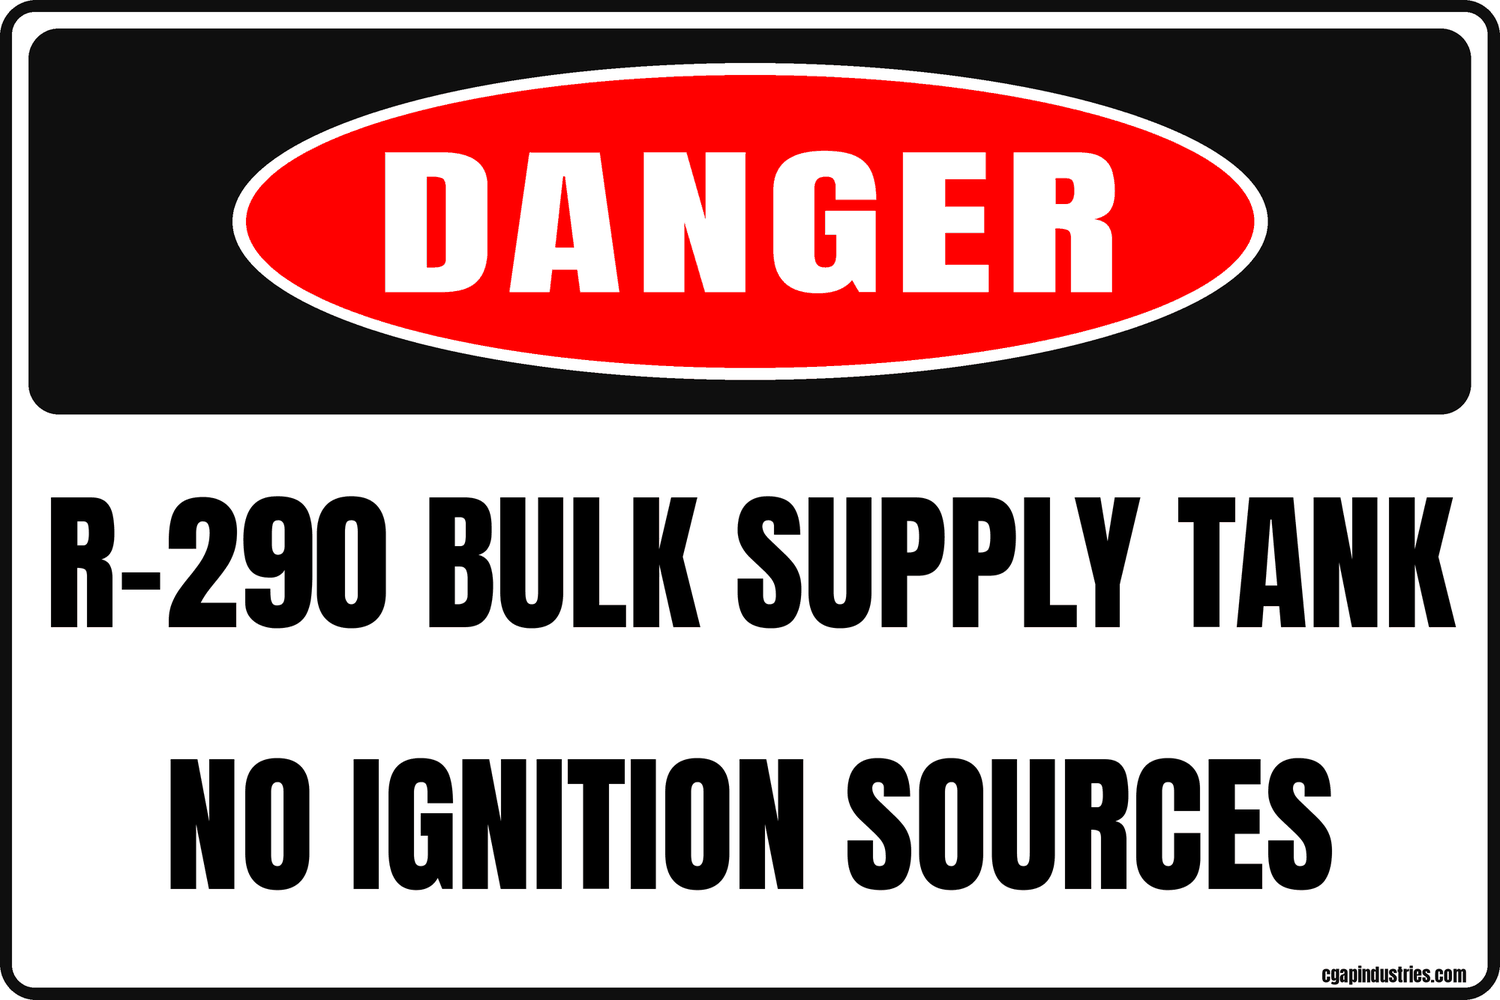 DANGER
R-290 BULK SUPPLY TANK
NO IGNITION SOURCES
cgapindustries.com